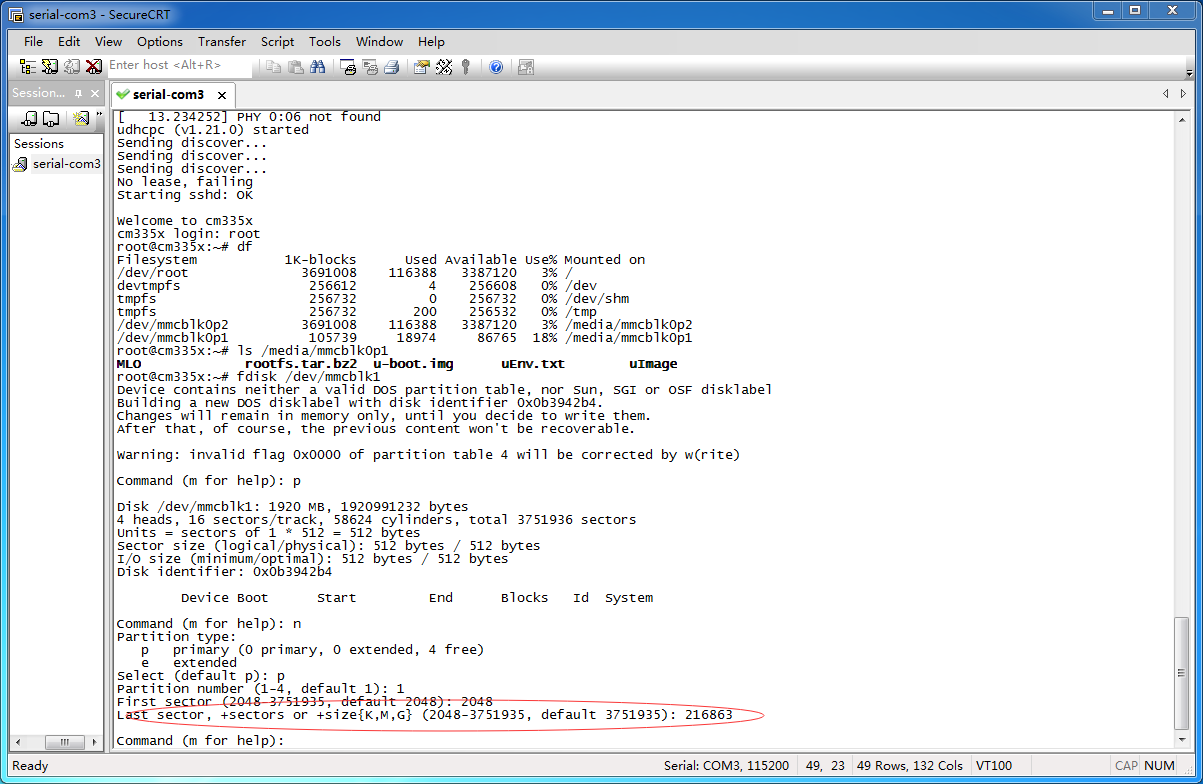 serial-com3 - SecureCRT
File Edit View Options Transfer Script Tools Window Help
Enter host <Alt+R>
Session...
serial-com3
Sessions
serial-com3
[   13.234252] PHY 0:06 not found
udhcpc (v1.21.0) started
Sending discover...
Sending discover...
Sending discover...
No lease, failing
Starting sshd: OK
Welcome to cm335x
cm335x login: root
root@cm335x:~# df
Filesystem           1K-blocks      Used Available Use% Mounted on
/dev/root              3691008    116388   3387120   3% /
devtmpfs                256612         4    256608   0% /dev
tmpfs                   256732         0    256732   0% /dev/shm
tmpfs                   256732       200    256532   0% /tmp
/dev/mmcblk0p2         3691008    116388   3387120   3% /media/mmcblk0p2
/dev/mmcblk0p1          105739     18974     86765  18% /media/mmcblk0p1
root@cm335x:~# ls /media/mmcblk0p1
MLO             rootfs.tar.bz2  u-boot.img      uEnv.txt        uImage
root@cm335x:~# fdisk /dev/mmcblk1
Device contains neither a valid DOS partition table, nor Sun, SGI or OSF disklabel
Building a new DOS disklabel with disk identifier 0x0b3942b4.
Changes will remain in memory only, until you decide to write them.
After that, of course, the previous content won't be recoverable.
Warning: invalid flag 0x0000 of partition table 4 will be corrected by w(rite)
Command (m for help): p
Disk /dev/mmcblk1: 1920 MB, 1920991232 bytes
4 heads, 16 sectors/track, 58624 cylinders, total 3751936 sectors
Units = sectors of 1 * 512 = 512 bytes
Sector size (logical/physical): 512 bytes / 512 bytes
I/O size (minimum/optimal): 512 bytes / 512 bytes
Disk identifier: 0x0b3942b4
Device Boot      Start         End      Blocks   Id  System
Command (m for help): n
Partition type:
p   primary (0 primary, 0 extended, 4 free)
e   extended
Select (default p): p
Partition number (1-4, default 1): 1
First sector (2048-3751935, default 2048): 2048
Last sector, +sectors or +size{K,M,G} (2048-3751935, default 3751935): 216863
Command (m for help):
Ready
Serial: COM3, 115200 49, 23 49 Rows, 132 Cols VT100 CAP NUM